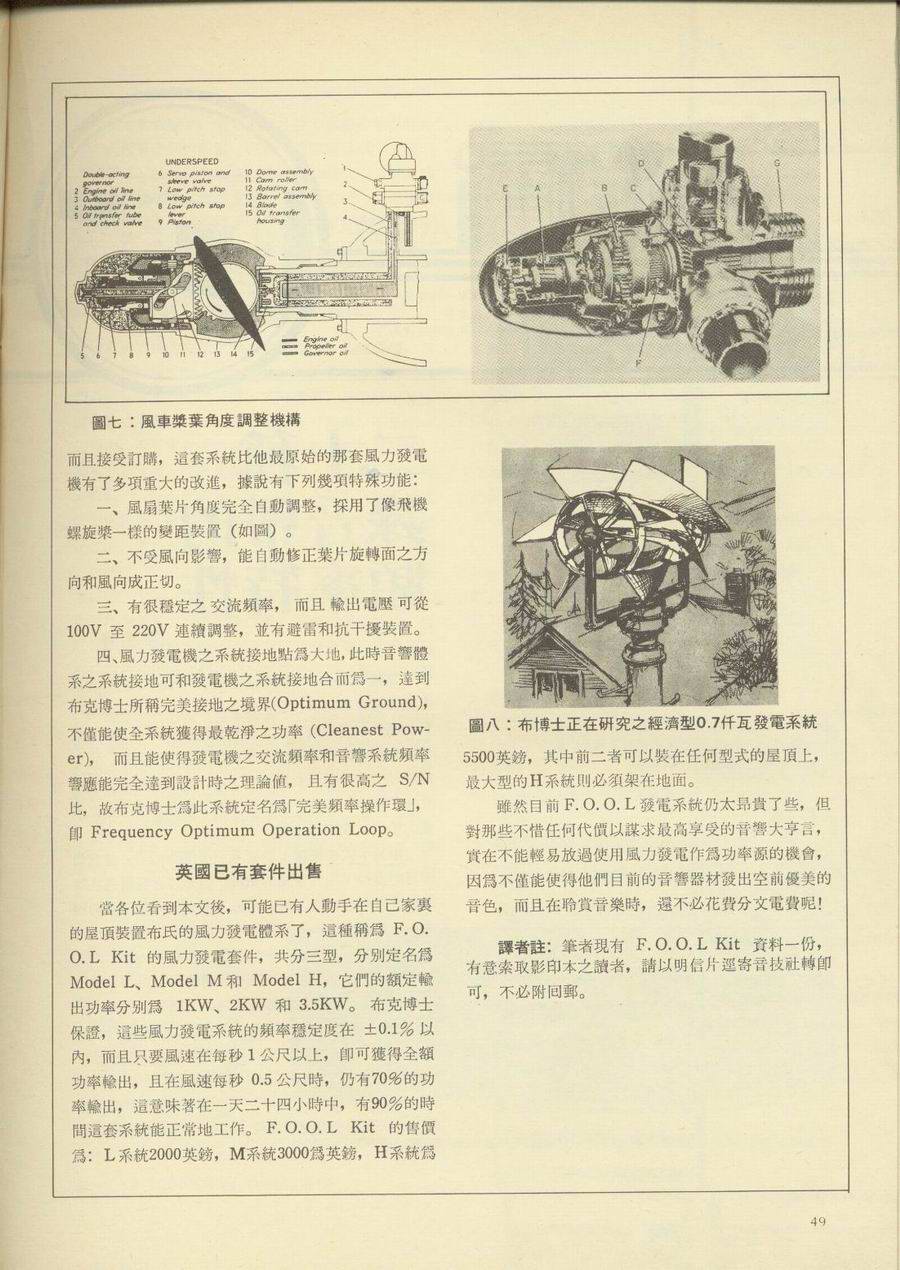 UNDERSPEED
Double-acting
governor
2 Engine oil line
3 Outboard oil line
4 Inboard oil line
5 Oil transfer tube
and check valve
6 Servo piston and
sleeve valve
7 Low pitch stop
wedge
8 Low pitch stop
lever
9 Piston
10 Dome assembly
11 Cam roller
12 Rotating cam
13 Barrel assembly
14 Blade
15 Oil transfer
housing
1
2
3
4
5 6 7 8 9 10 11 12 13 14 15
Engine oil
Propeller oil
Governor oil
E A B C D G
F
圖七：風車槳葉角度調整機構
而且接受訂購，這套系統比他最原始的那套風力發電
機有了多項重大的改進，據說有下列幾項特殊功能：
一、風扇葉片角度完全自動調整，採用了像飛機
螺旋槳一樣的變距裝置（如圖）。
二、不受風向影響，能自動修正葉片旋轉面之方
向和風向成正切。
三、有很穩定之交流頻率，而且輸出電壓可從
100V 至 220V 連續調整，並有避雷和抗干擾裝置。
四、風力發電機之系統接地點爲大地，此時音響體
系之系統接地可和發電機之系統接地合而爲一，達到
布克博士所稱完美接地之境界(Optimum Ground)，
不僅能使全系統獲得最乾淨之功率 (Cleanest Pow-
er)， 而且能使得發電機之交流頻率和音響系統頻率
響應能完全達到設計時之理論值， 且有很高之 S/N
比，故布克博士爲此系統定名爲「完美頻率操作環」，
卽 Frequency Optimum Operation Loop。
英國已有套件出售
當各位看到本文後，可能已有人動手在自己家裏
的屋頂裝置布氏的風力發電體系了，這種稱爲 F. O.
O. L Kit 的風力發電套件，共分三型，分別定名爲
Model L、Model M 和 Model H，它們的額定輸
出功率分別爲 1KW、2KW 和 3.5KW。 布克博士
保證，這些風力發電系統的頻率穩定度在 ±0.1% 以
內，而且只要風速在每秒 1 公尺以上，卽可獲得全額
功率輸出，且在風速每秒 0.5 公尺時，仍有70%的功
率輸出，這意味著在一天二十四小時中，有90%的時
間這套系統能正常地工作。 F. O. O. L Kit 的售價
爲：L系統2000英鎊，M系統3000爲英鎊，H系統爲
圖八：布博士正在研究之經濟型0.7仟瓦發電系統
5500英鎊，其中前二者可以裝在任何型式的屋頂上，
最大型的H系統則必須架在地面。
雖然目前 F. O. O. L 發電系統仍太昻貴了些，但
對那些不惜任何代價以謀求最高享受的音響大亨言，
實在不能輕易放過使用風力發電作爲功率源的機會，
因爲不僅能使得他們目前的音響器材發出空前優美的
音色，而且在聆賞音樂時，還不必花費分文電費呢！
譯者註：筆者現有 F. O. O. L Kit 資料一份，
有意索取影印本之讀者，請以明信片逕寄音技社轉卽
可，不必附回郵。
49